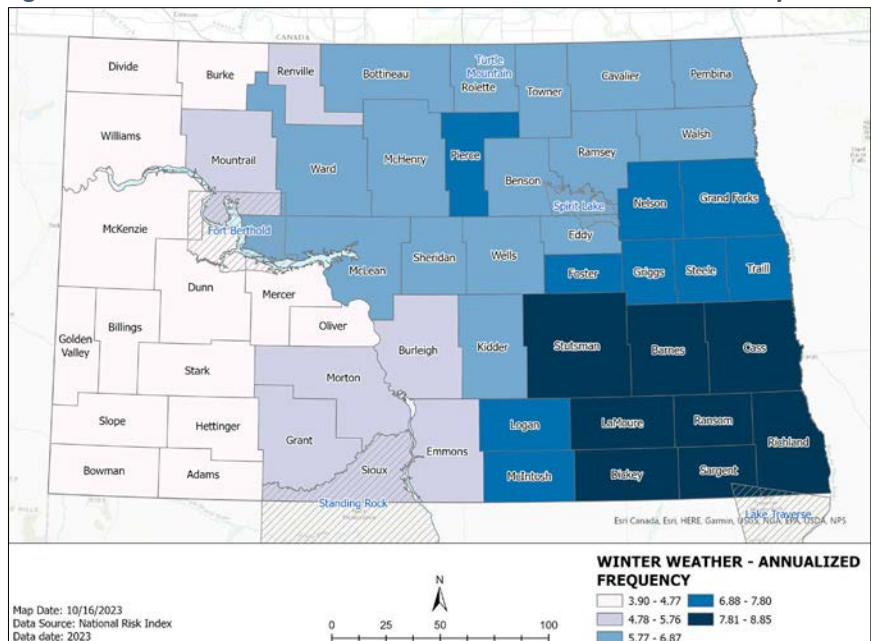 CANADA
Divide
Burke
Renville
Bottineau
Turtle
Mountain
Rolette
Towner
Cavalier
Pembina
Williams
Mountrail
Ward
McHenry
Pierce
Benson
Ramsey
Walsh
Spirit Lake
Nelson
Grand Forks
McKenzie
Fort Berthold
McLean
Sheridan
Wells
Eddy
Foster
Griggs
Steele
Traill
Dunn
Mercer
Oliver
Golden
Valley
Billings
Stark
Burleigh
Kidder
Stutsman
Barnes
Cass
Morton
Slope
Hettinger
Grant
Emmons
Logan
LaMoure
Ransom
Richland
Bowman
Adams
Sioux
McIntosh
Dickey
Sargent
Standing Rock
Lake Traverse
Esri Canada, Esri, HERE, Garmin, USGS, NGA, EPA, USDA, NPS
WINTER WEATHER - ANNUALIZED
FREQUENCY
3.90 - 4.77
6.88 - 7.80
4.78 - 5.76
7.81 - 8.85
5.77 - 6.87
N
0 25 50 100
Map Date: 10/16/2023
Data Source: National Risk Index
Data date: 2023